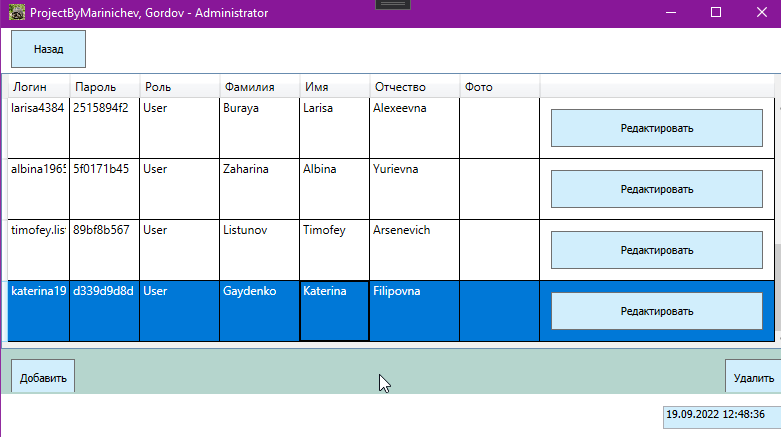 ProjectByMarinichev, Gordov - Administrator
Назад
Логин Пароль Роль Фамилия Имя Отчество Фото
larisa4384 2515894f2 User Buraya Larisa Alexeevna Редактировать
albina1965 5f0171b45 User Zaharina Albina Yurievna Редактировать
timofey.lis 89bf8b567 User Listunov Timofey Arsenevich Редактировать
katerina19 d339d9d8d User Gaydenko Katerina Filipovna Редактировать
Добавить Удалить
19.09.2022 12:48:36